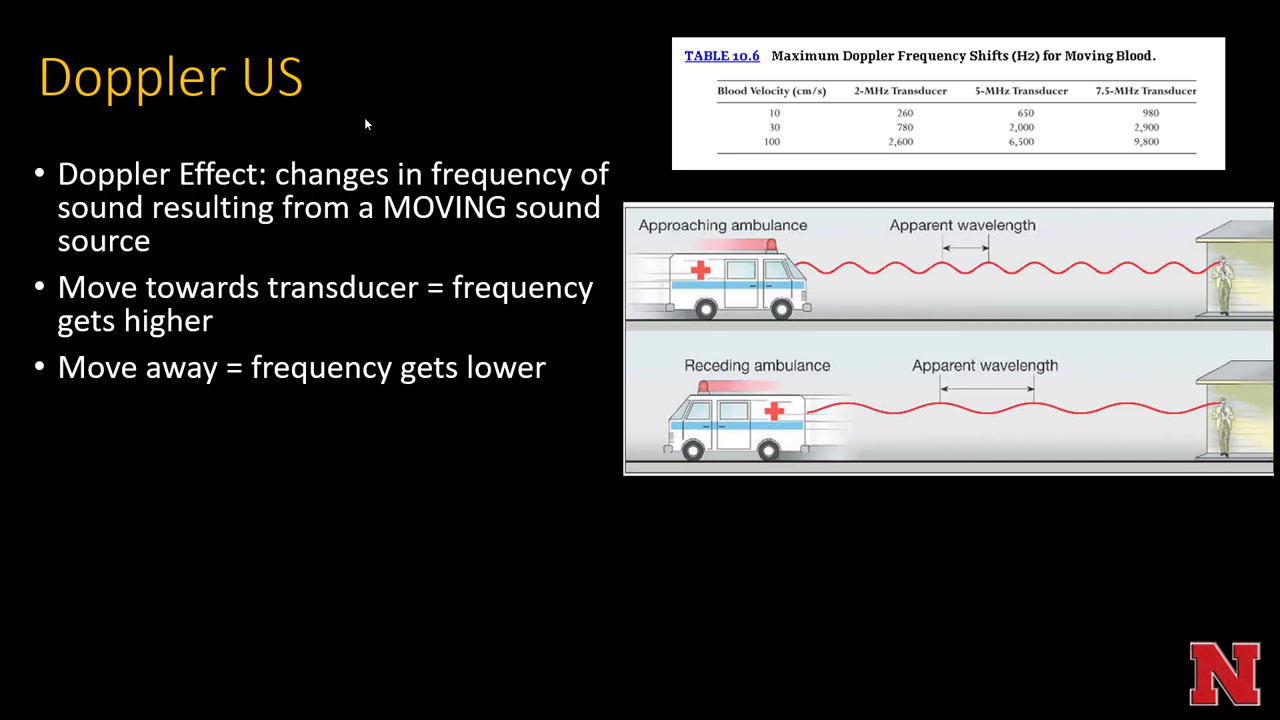 Doppler US
• Doppler Effect: changes in frequency of
sound resulting from a MOVING sound
source
• Move towards transducer = frequency
gets higher
• Move away = frequency gets lower
TABLE 10.6 Maximum Doppler Frequency Shifts (Hz) for Moving Blood.
Blood Velocity (cm/s) 2-MHz Transducer 5-MHz Transducer 7.5-MHz Transducer
10 260 650 980
30 780 2,000 2,900
100 2,600 6,500 9,800
Approaching ambulance Apparent wavelength
Receding ambulance Apparent wavelength
N